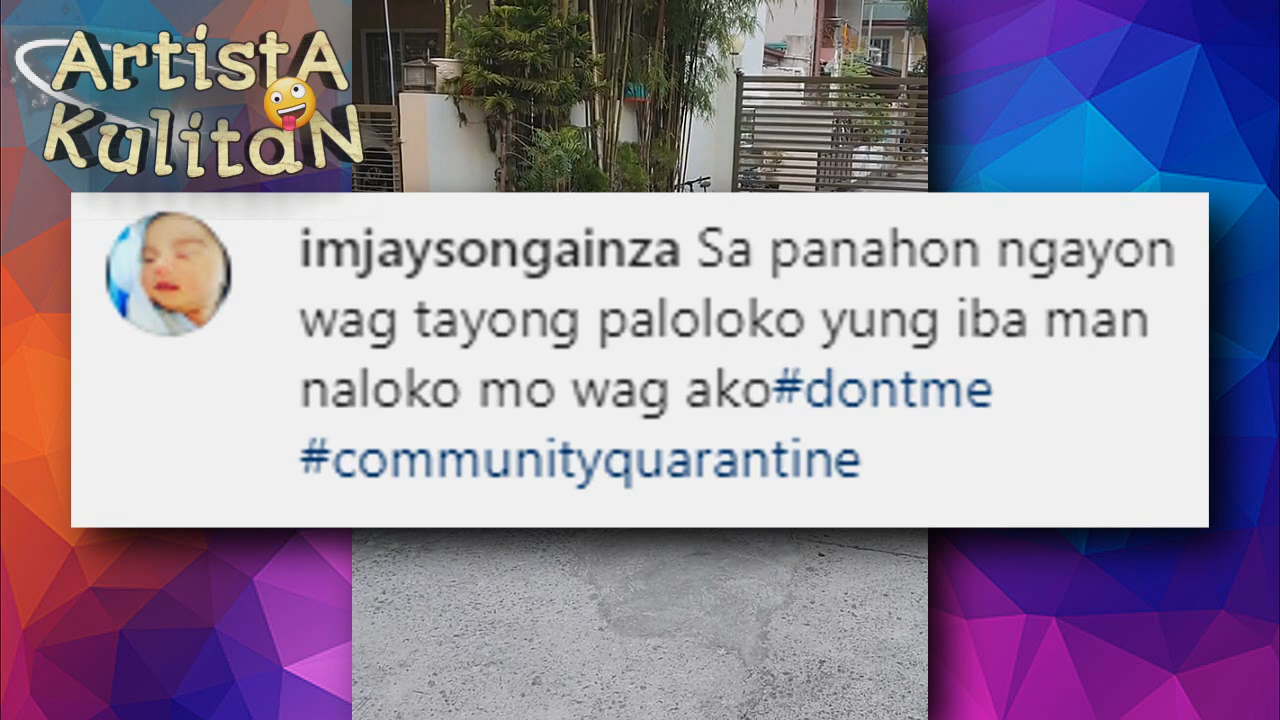 ArtistA
KulitaN
imjaysongainza Sa panahon ngayon
wag tayong paloloko yung iba man
naloko mo wag ako#dontme
#communityquarantine